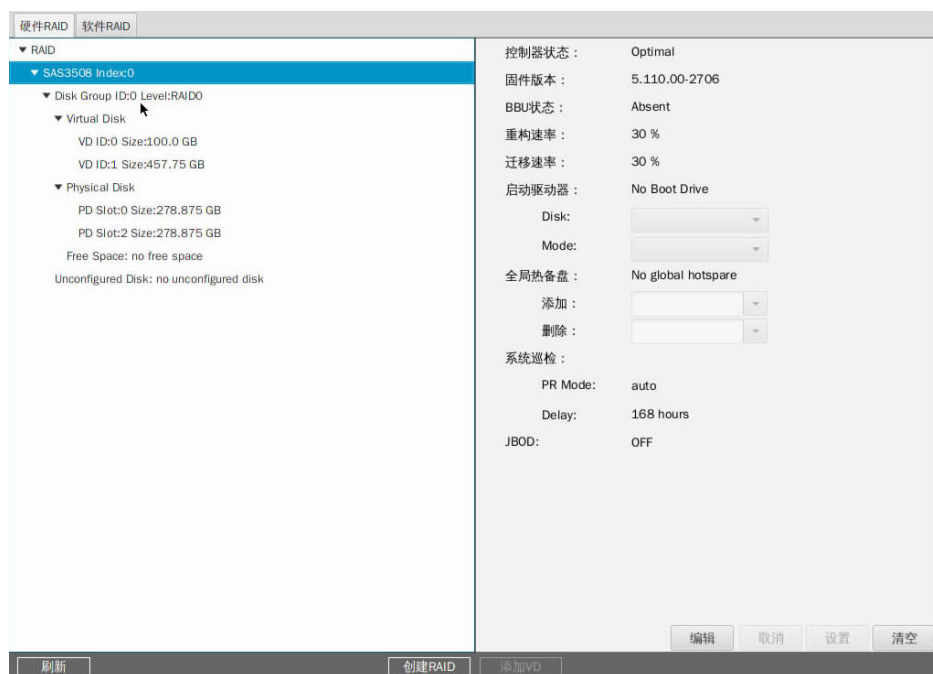 硬件RAID 软件RAID
RAID
SAS3508 Index:0
Disk Group ID:0 Level:RAID0
Virtual Disk
VD ID:0 Size:100.0 GB
VD ID:1 Size:457.75 GB
Physical Disk
PD Slot:0 Size:278.875 GB
PD Slot:2 Size:278.875 GB
Free Space: no free space
Unconfigured Disk: no unconfigured disk
控制器状态： Optimal
固件版本： 5.110.00-2706
BBU状态： Absent
重构速率： 30 %
迁移速率： 30 %
启动驱动器： No Boot Drive
Disk:
Mode:
全局热备盘： No global hotspare
添加：
删除：
系统巡检：
PR Mode: auto
Delay: 168 hours
JBOD: OFF
编辑 取消 设置 清空
刷新 创建RAID 添加VD